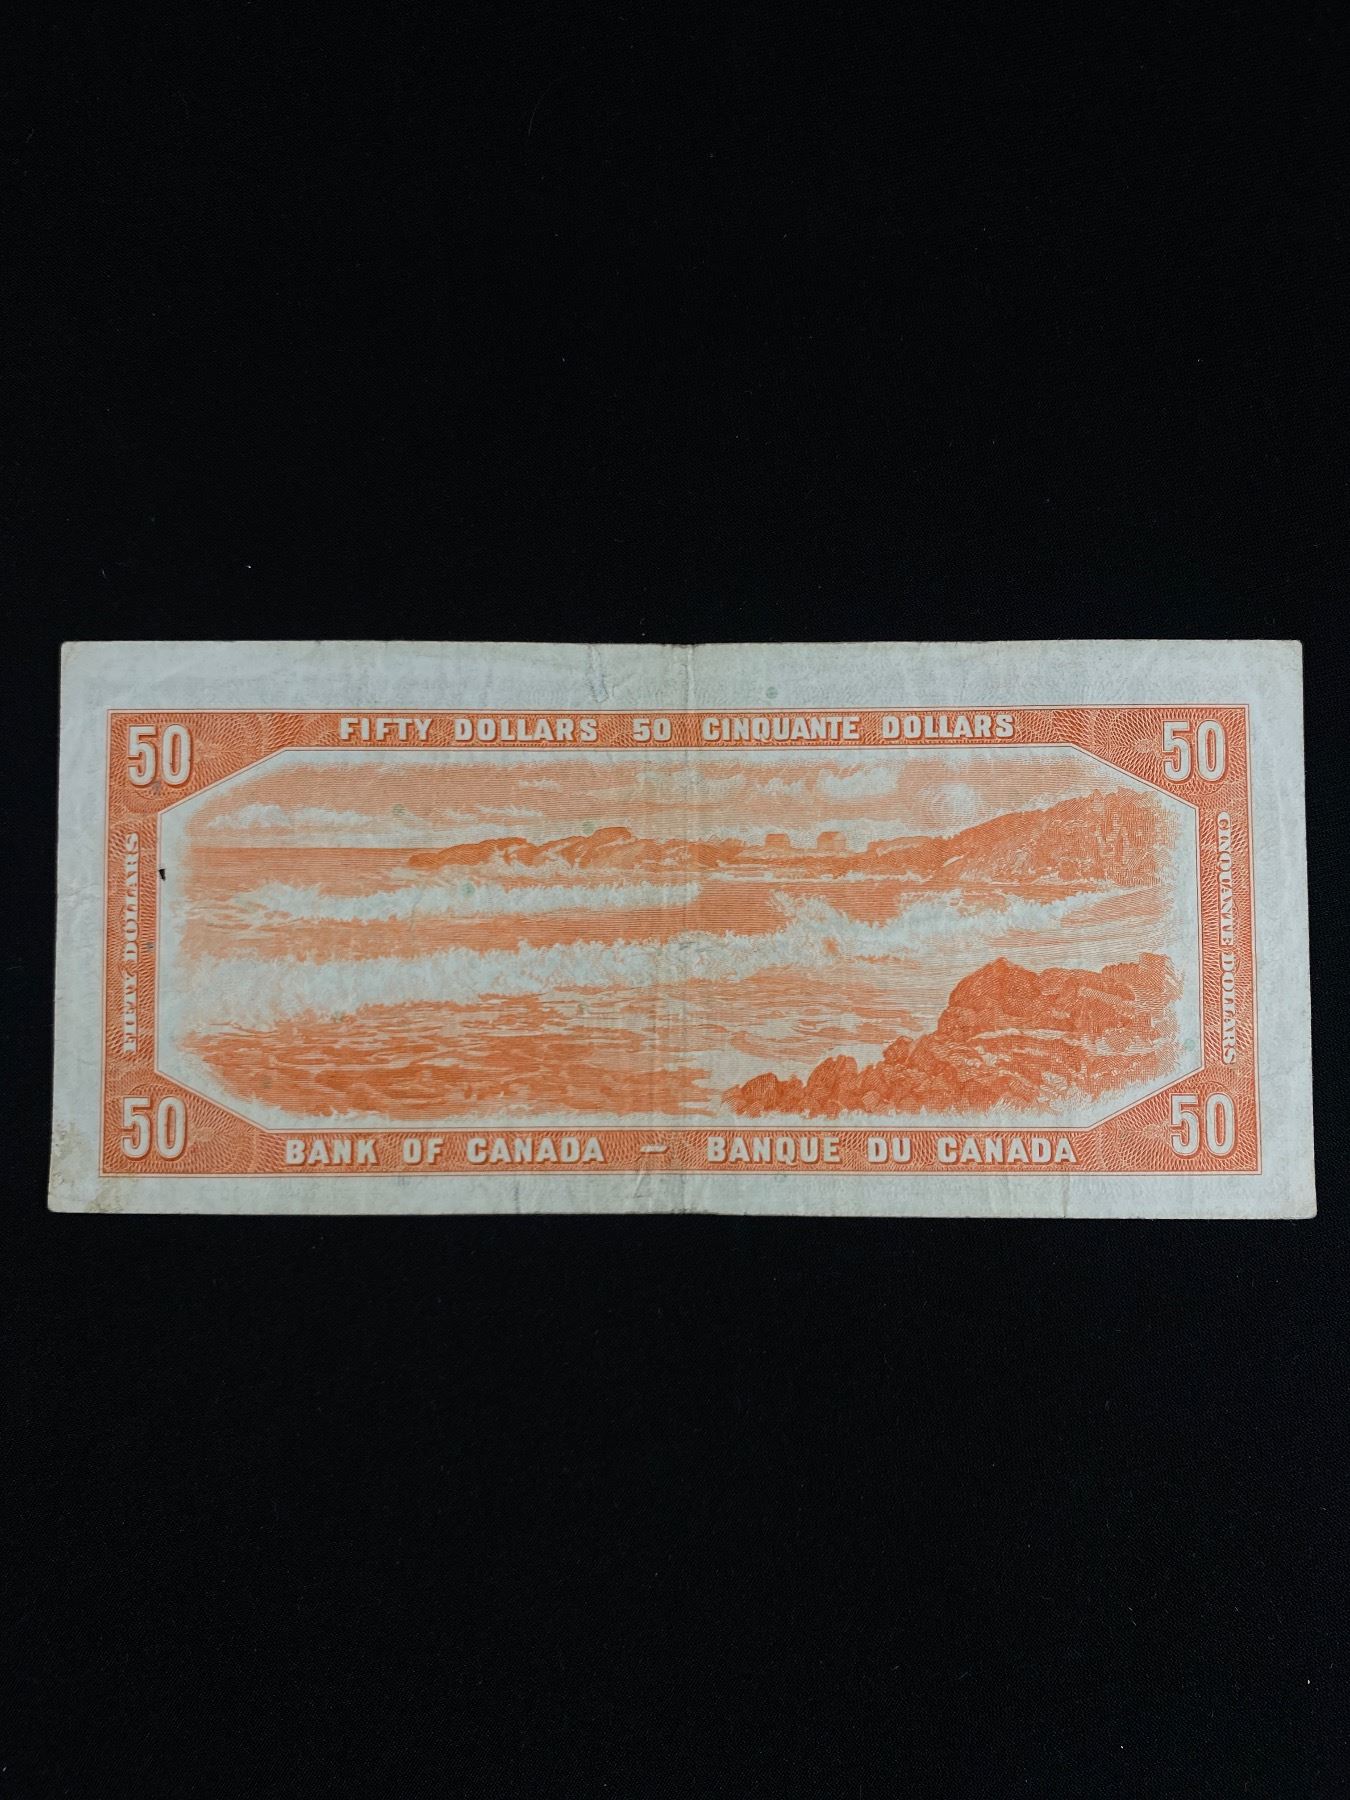 50 FIFTY DOLLARS 50 CINQUANTE DOLLARS 50
FIFTY DOLLARS
CINQUANTE DOLLARS
50 BANK OF CANADA — BANQUE DU CANADA 50